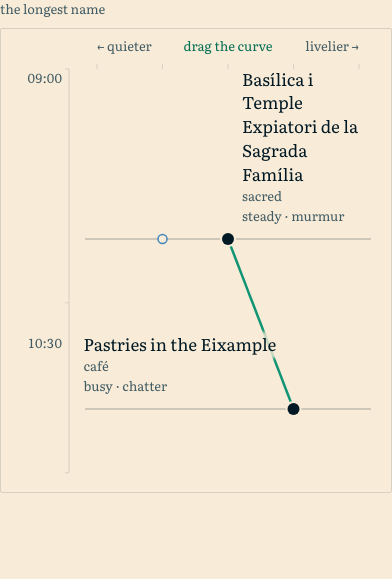 the longest name
← quieter drag the curve livelier →
09:00
Basílica i
Temple
Expiatori de la
Sagrada
Família
sacred
steady · murmur
10:30
Pastries in the Eixample
café
busy · chatter